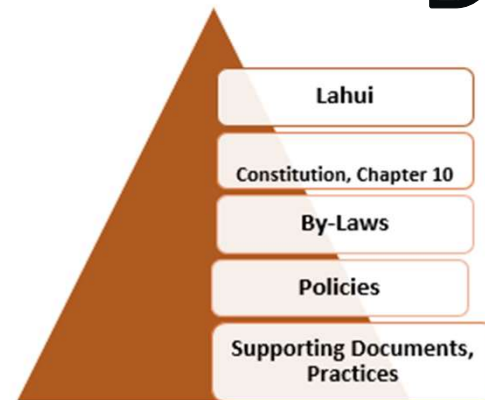 Lahui
Constitution, Chapter 10
By-Laws
Policies
Supporting Documents,
Practices